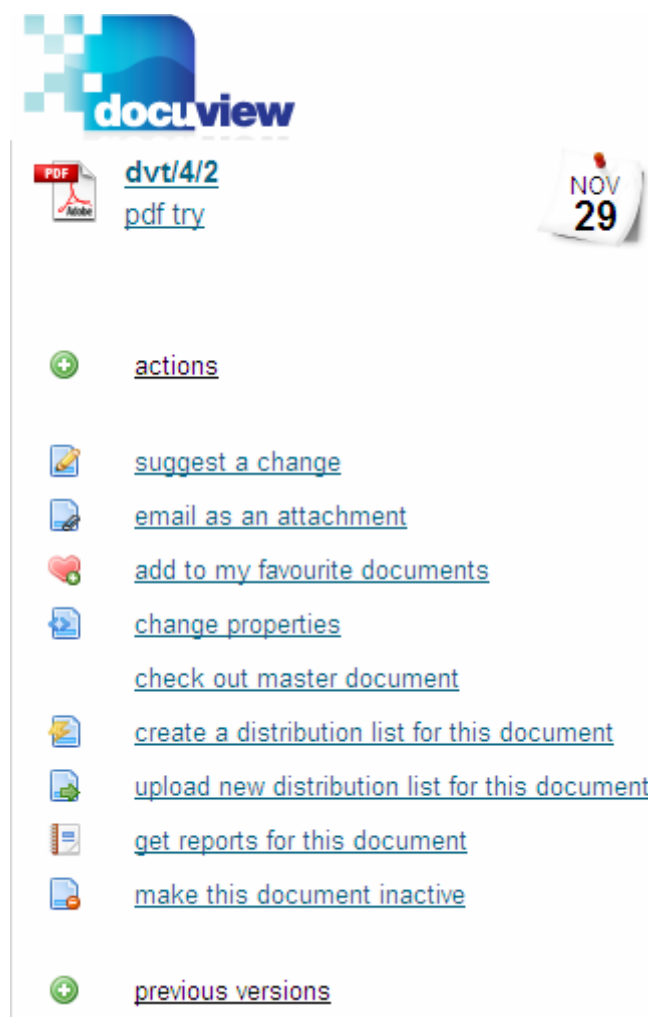 docuview
PDF
Adobe
dvt/4/2
pdf try
NOV
29
actions
suggest a change
email as an attachment
add to my favourite documents
change properties
check out master document
create a distribution list for this document
upload new distribution list for this document
get reports for this document
make this document inactive
previous versions